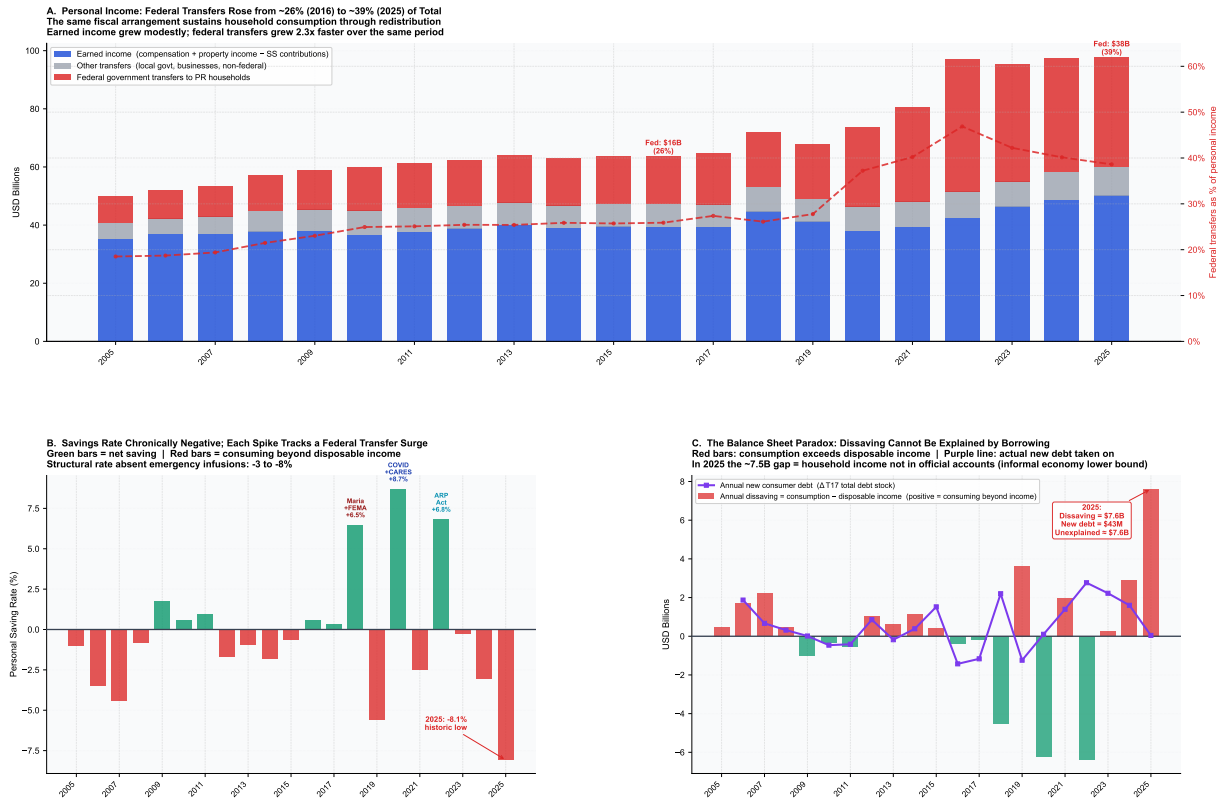 A.  Personal Income: Federal Transfers Rose from ~26% (2016) to ~39% (2025) of Total
The same fiscal arrangement sustains household consumption through redistribution
Earned income grew modestly; federal transfers grew 2.3x faster over the same period
Earned income  (compensation + property income − SS contributions)
Other transfers  (local govt, businesses, non-federal)
Federal government transfers to PR households
Fed: $16B
(26%)
Fed: $38B
(39%)
USD Billions
100
80
60
40
20
0
60%
50%
40%
30%
20%
10%
0%
Federal transfers as % of personal income
2005
2007
2009
2011
2013
2015
2017
2019
2021
2023
2025
B.  Savings Rate Chronically Negative; Each Spike Tracks a Federal Transfer Surge
Green bars = net saving  |  Red bars = consuming beyond disposable income
Structural rate absent emergency infusions: -3 to -8%
COVID
+CARES
+8.7%
Maria
+FEMA
+6.5%
ARP
Act
+6.8%
2025: -8.1%
historic low
Personal Saving Rate (%)
7.5
5.0
2.5
0.0
−2.5
−5.0
−7.5
2005
2007
2009
2011
2013
2015
2017
2019
2021
2023
2025
C.  The Balance Sheet Paradox: Dissaving Cannot Be Explained by Borrowing
Red bars: consumption exceeds disposable income  |  Purple line: actual new debt taken on
In 2025 the ~7.5B gap = household income not in official accounts (informal economy lower bound)
Annual new consumer debt  (Δ T17 total debt stock)
Annual dissaving = consumption − disposable income  (positive = consuming beyond income)
2025:
Dissaving = $7.6B
New debt = $43M
Unexplained ≈ $7.6B
USD Billions
8
6
4
2
0
−2
−4
−6
2005
2007
2009
2011
2013
2015
2017
2019
2021
2023
2025